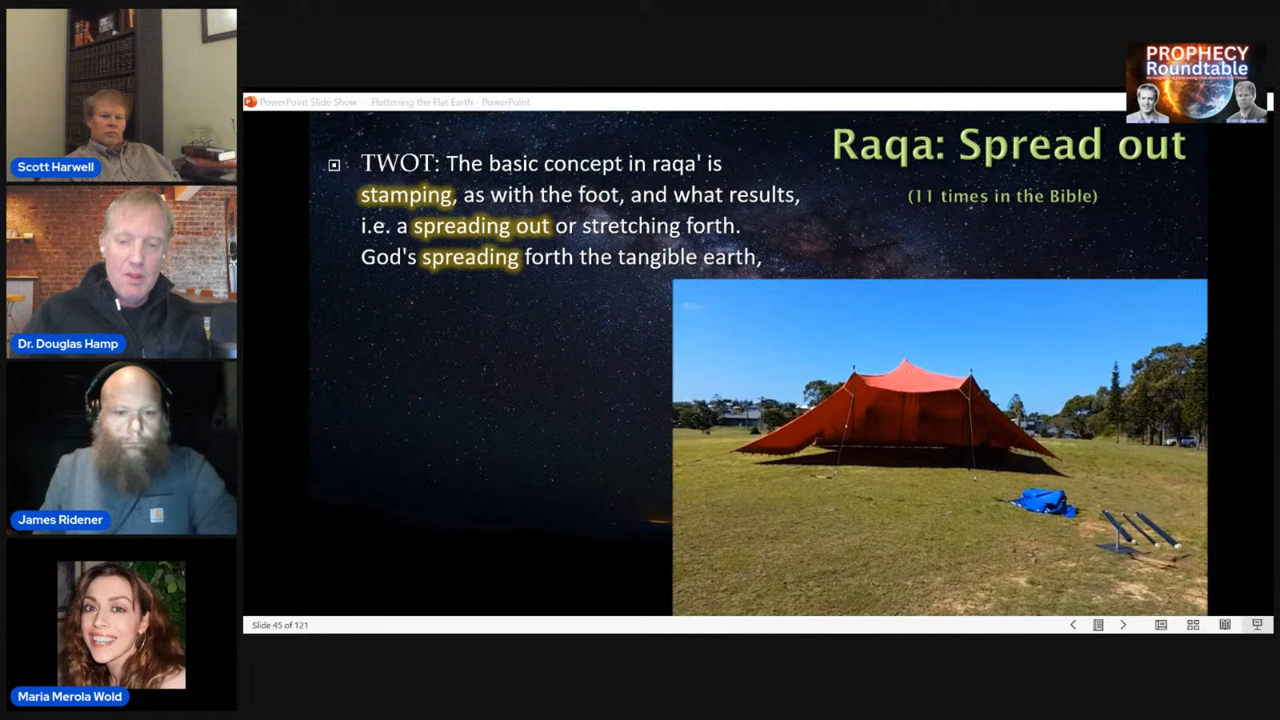 PROPHECY
Roundtable
Scott Harwell
Dr. Douglas Hamp
James Ridener
Maria Merola Wold
PowerPoint Slide Show - Flattering the Flat Earth - PowerPoint
Raqa: Spread out
(11 times in the Bible)
TWOT: The basic concept in raqa' is
stamping, as with the foot, and what results,
i.e. a spreading out or stretching forth.
God's spreading forth the tangible earth,
Slide 45 of 121